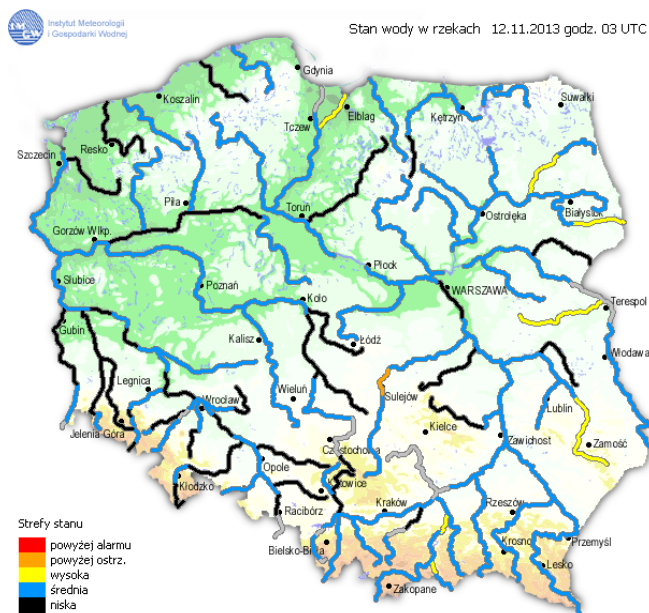 Instytut Meteorologii
i Gospodarki Wodnej
Stan wody w rzekach 12.11.2013 godz. 03 UTC
Gdynia
Koszalin
Suwałki
Elbląg
Kętrzyn
Tczew
Resko
Szczecin
Piła
Toruń
Ostrołęka
Białystok
Gorzów Wlkp.
Płock
Słubice
Poznań
Koło
WARSZAWA
Terespol
Gubin
Kalisz
Łódź
Włodawa
Legnica
Wieluń
Sulejów
Lublin
Wrocław
Jelenia Góra
Kielce
Zawichost
Zamość
Częstochowa
Opole
Kłodzko
Katowice
Racibórz
Kraków
Rzeszów
Bielsko-Biała
Krosno
Przemyśl
Lesko
Zakopane
Strefy stanu
powyżej alarmu
powyżej ostrz.
wysoka
średnia
niska